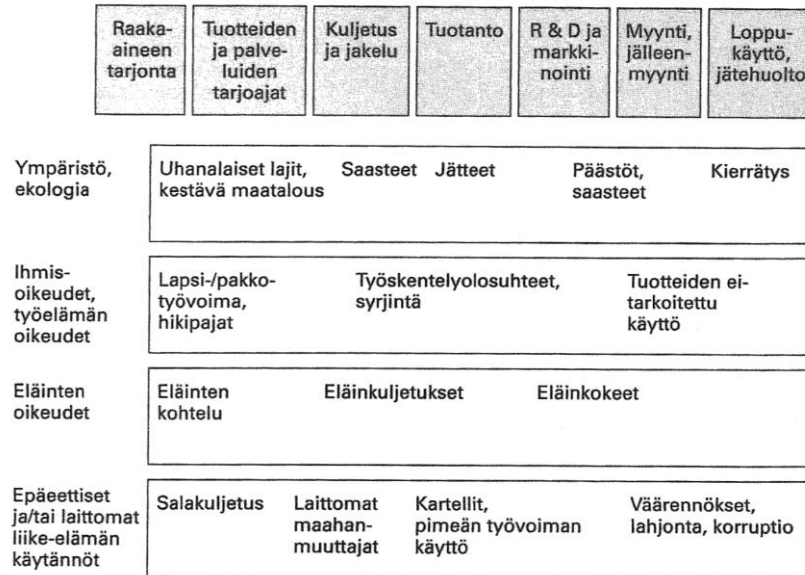 Raaka-
aineen
tarjonta
Tuotteiden
ja palve-
luiden
tarjoajat
Kuljetus
ja jakelu
Tuotanto
R & D ja
markki-
nointi
Myynti,
jälleen-
myynti
Loppu-
käyttö,
jätehuolto
Ympäristö,
ekologia
Uhanalaiset lajit,
kestävä maatalous
Saasteet
Jätteet
Päästöt,
saasteet
Kierrätys
Ihmis-
oikeudet,
työelämän
oikeudet
Lapsi-/pakko-
työvoima,
hikipajat
Työskentelyolosuhteet,
syrjintä
Tuotteiden ei-
tarkoitettu
käyttö
Eläinten
oikeudet
Eläinten
kohtelu
Eläinkuljetukset
Eläinkokeet
Epäeettiset
ja/tai laittomat
liike-elämän
käytännöt
Salakuljetus
Laittomat
maahan-
muuttajat
Kartellit,
pimeän työvoiman
käyttö
Väärennökset,
lahjonta, korruptio